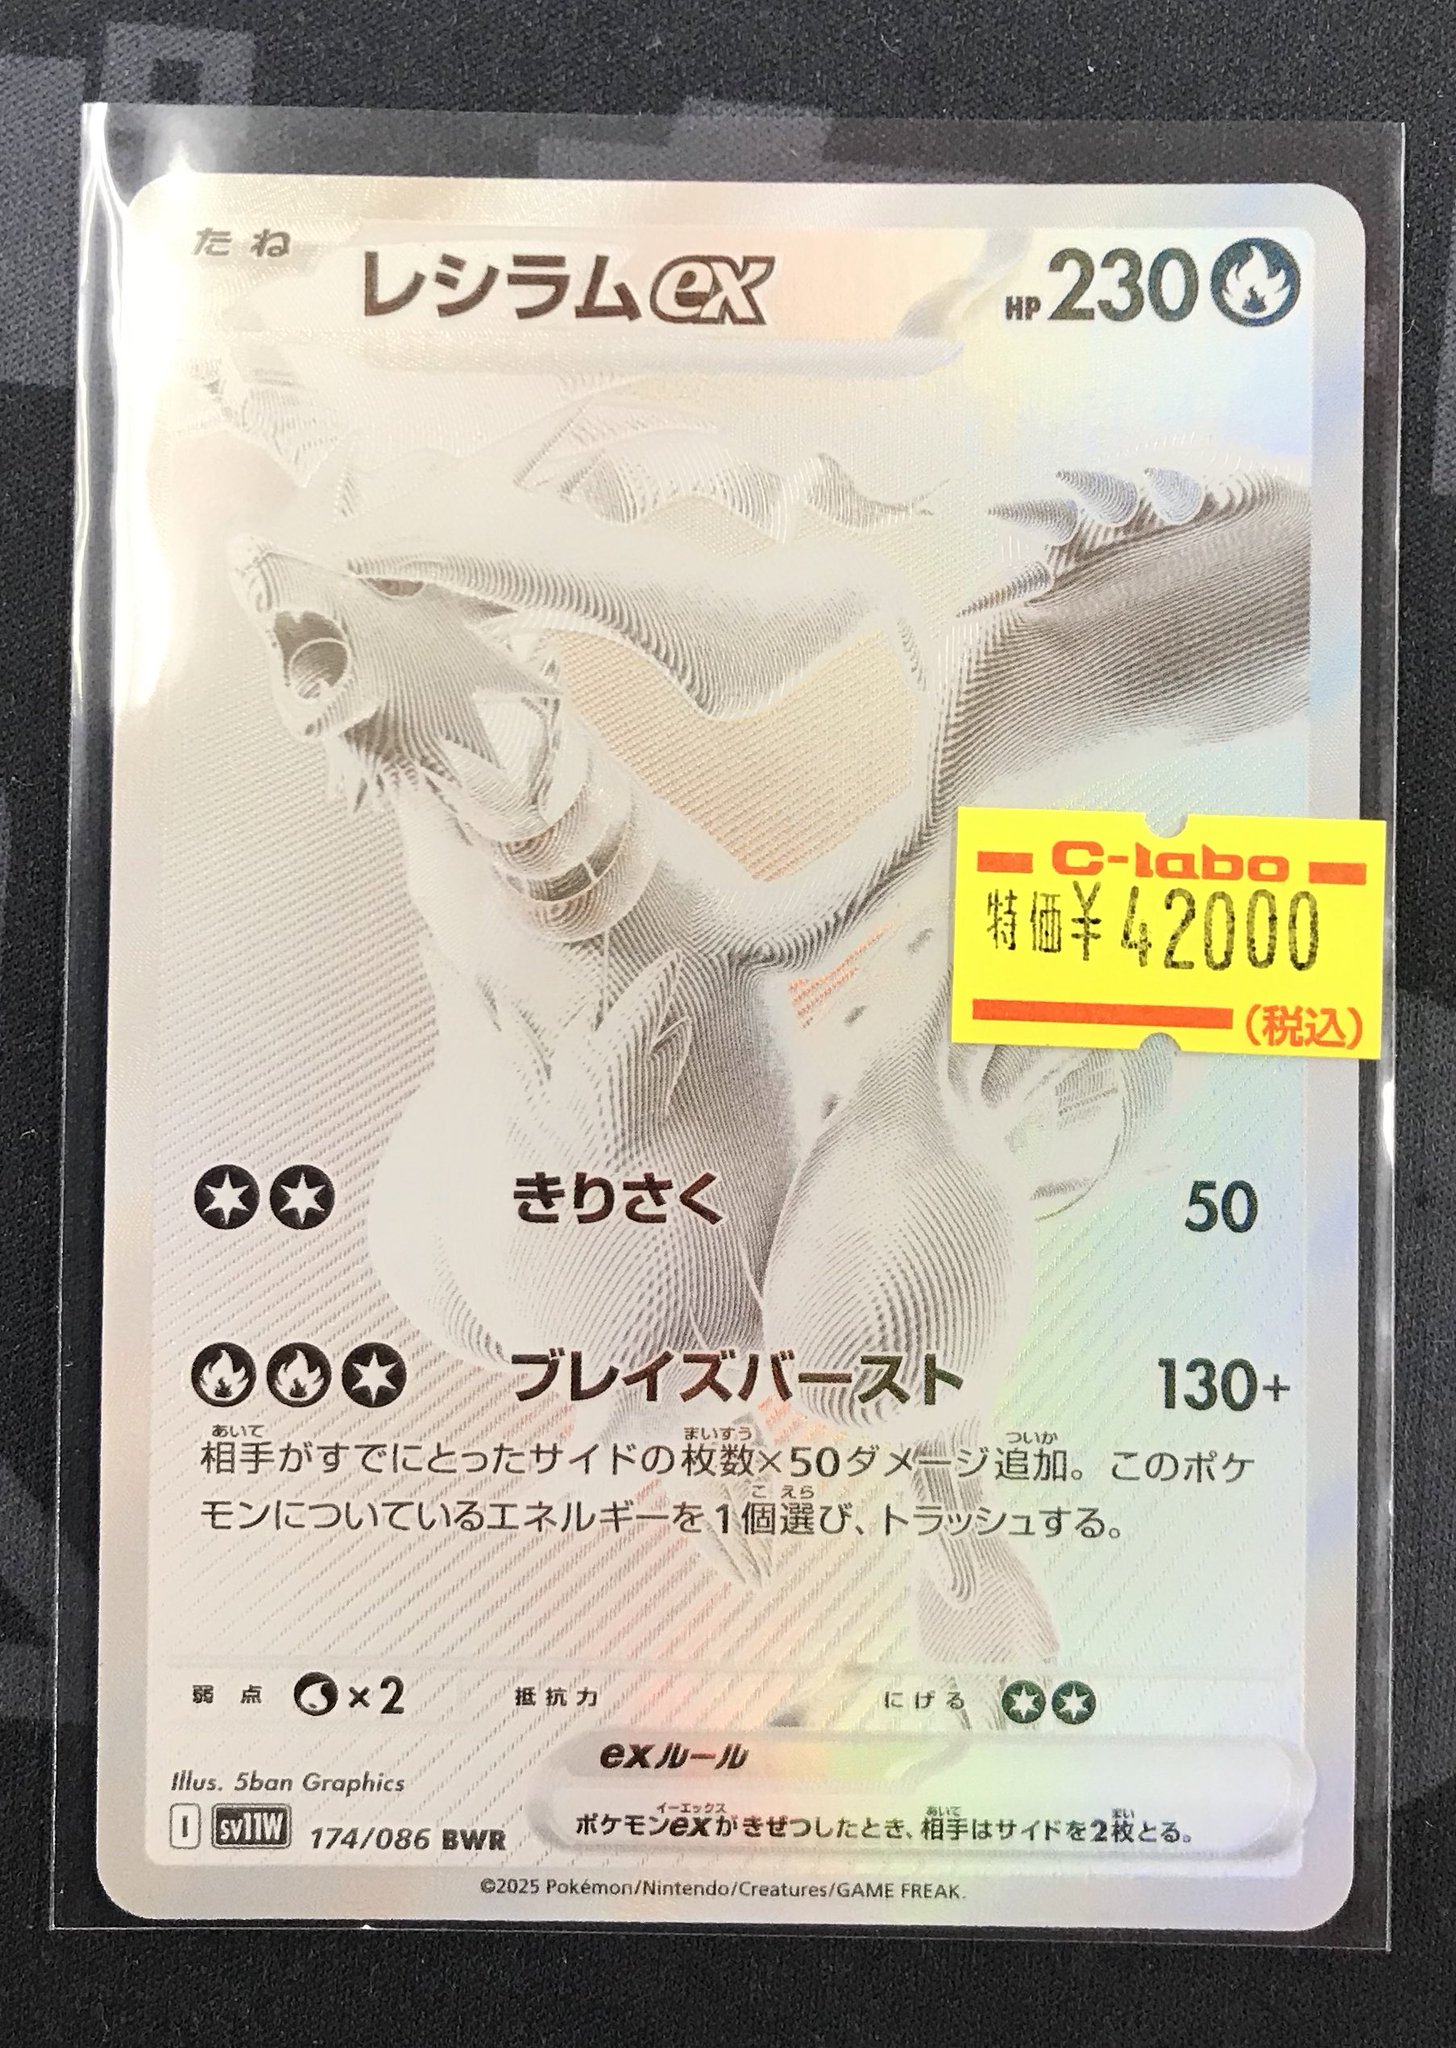 たね
レシラムex
HP230
C-labo
特価¥42000
(税込)
きりさく 50
ブレイズバースト 130+
相手がすでにとったサイドの枚数×50ダメージ追加。このポケ
モンについているエネルギーを1個選び、トラッシュする。
弱点 ×2 抵抗力 にげる
exルール
Illus. 5ban Graphics
ポケモンexがきぜつしたとき、相手はサイドを2枚とる。
I SV11W 174/086 BWR
©2025 Pokémon/Nintendo/Creatures/GAME FREAK.